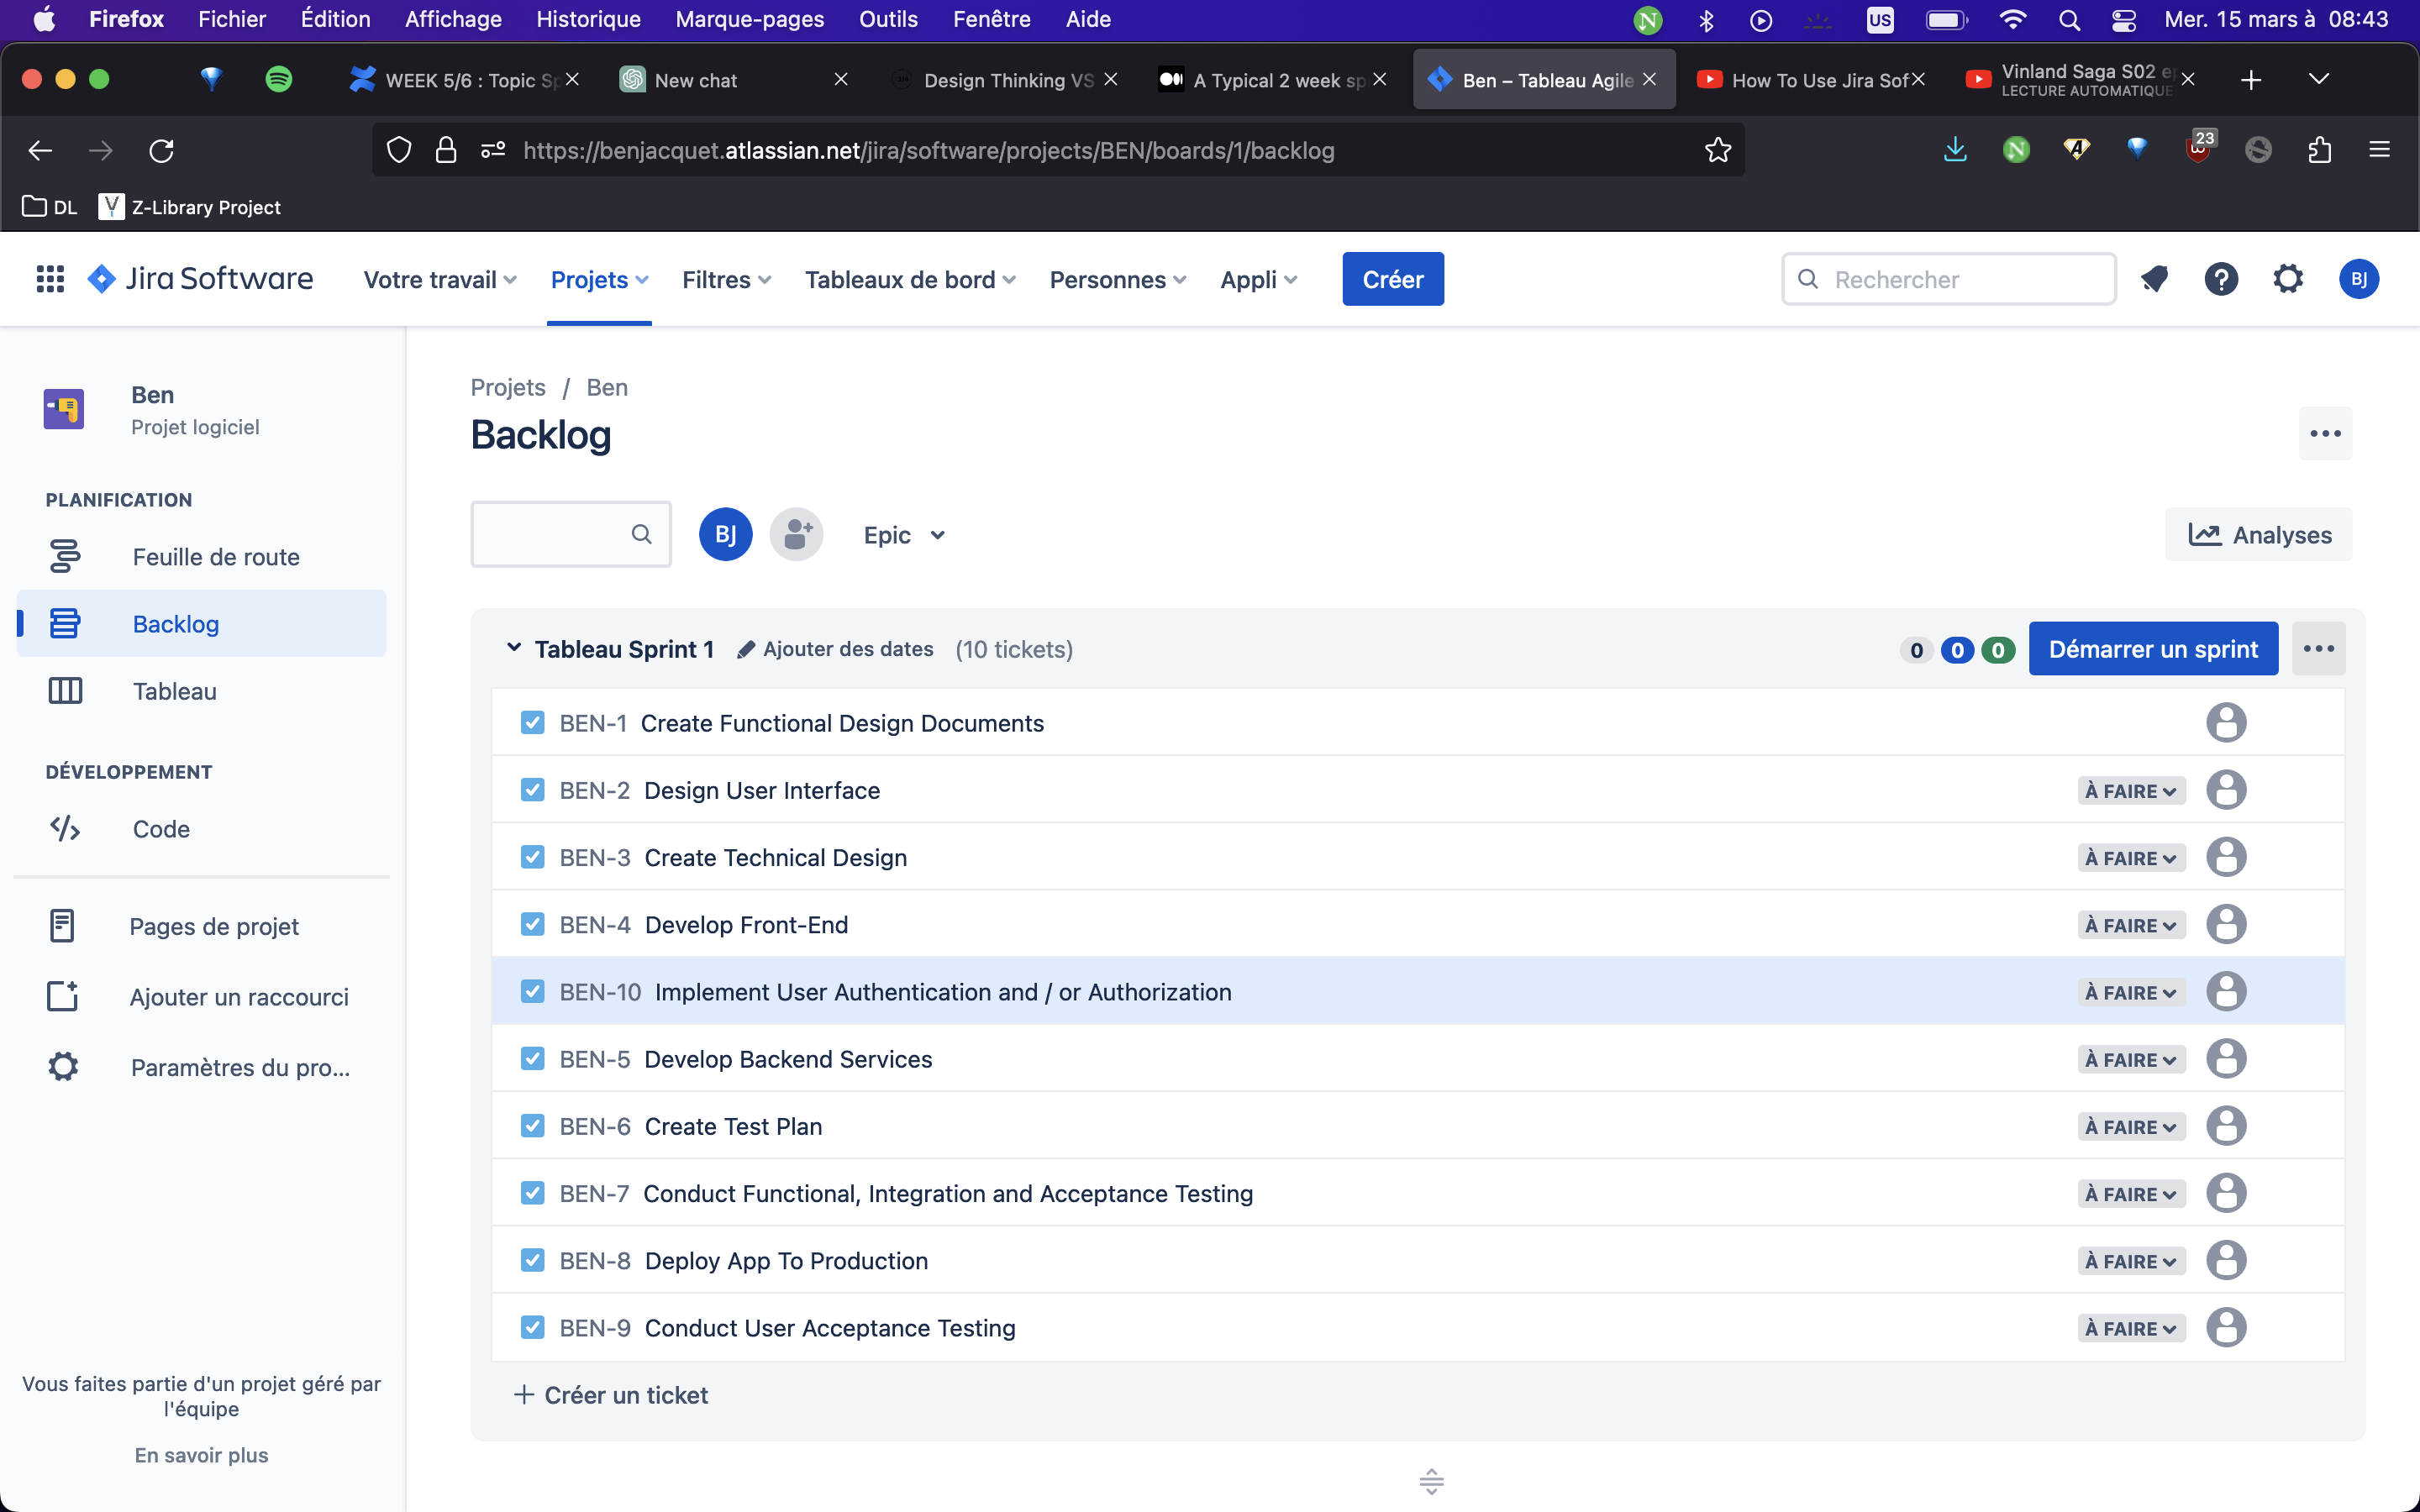 Firefox Fichier Édition Affichage Historique Marque-pages Outils Fenêtre Aide N US Mer. 15 mars à 08:43
WEEK 5/6 : Topic Sp New chat Design Thinking VS A Typical 2 week sp Ben – Tableau Agile How To Use Jira Sof Vinland Saga S02 ep
LECTURE AUTOMATIQUE
https://benjacquet.atlassian.net/jira/software/projects/BEN/boards/1/backlog N A 23
DL Z-Library Project
Jira Software Votre travail Projets Filtres Tableaux de bord Personnes Appli Créer Rechercher BJ
Ben
Projet logiciel
PLANIFICATION
Feuille de route
Backlog
Tableau
DÉVELOPPEMENT
Code
Pages de projet
Ajouter un raccourci
Paramètres du pro...
Vous faites partie d'un projet géré par
l'équipe
En savoir plus
Projets / Ben
Backlog
BJ Epic Analyses
Tableau Sprint 1 Ajouter des dates (10 tickets) 0 0 0 Démarrer un sprint
BEN-1 Create Functional Design Documents
BEN-2 Design User Interface À FAIRE
BEN-3 Create Technical Design À FAIRE
BEN-4 Develop Front-End À FAIRE
BEN-10 Implement User Authentication and / or Authorization À FAIRE
BEN-5 Develop Backend Services À FAIRE
BEN-6 Create Test Plan À FAIRE
BEN-7 Conduct Functional, Integration and Acceptance Testing À FAIRE
BEN-8 Deploy App To Production À FAIRE
BEN-9 Conduct User Acceptance Testing À FAIRE
+ Créer un ticket